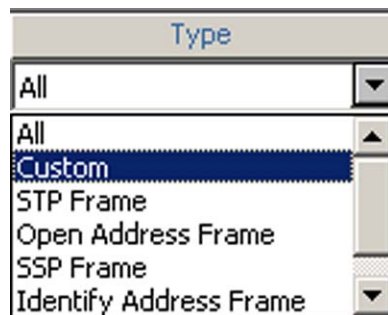 Type
All
All
Custom
STP Frame
Open Address Frame
SSP Frame
Identify Address Frame